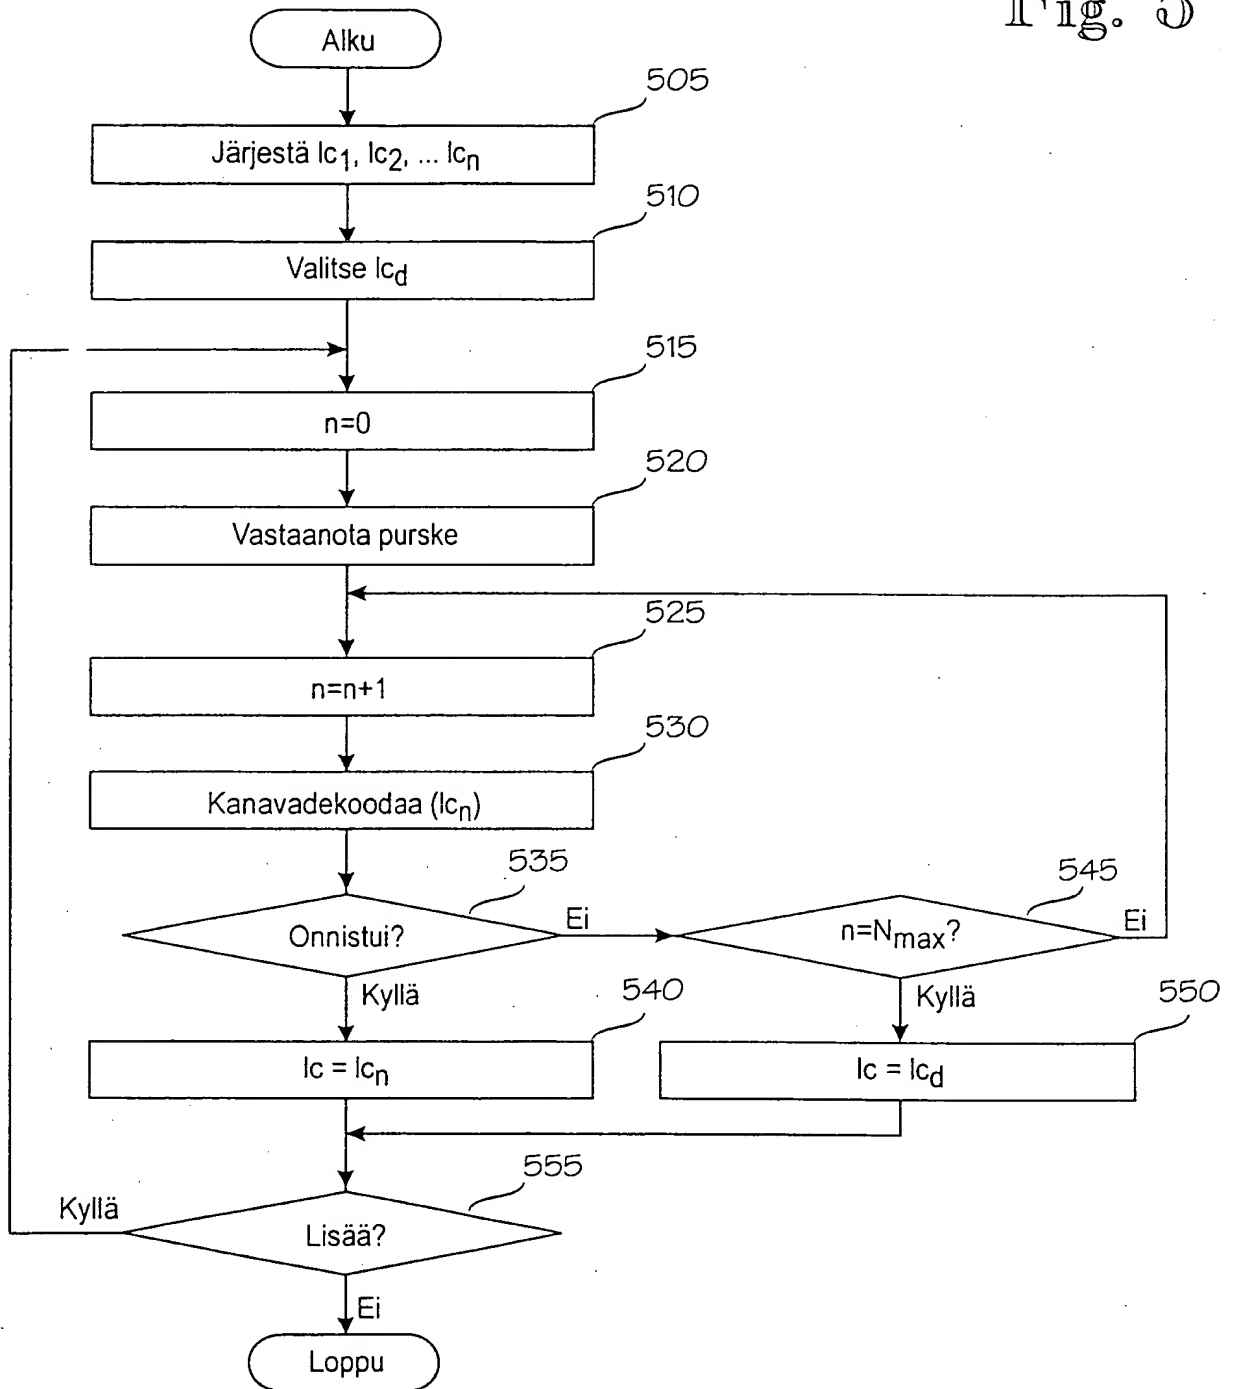 Fig. 5
Alku
505
Järjestä lc1, lc2, ... lcn
510
Valitse lcd
515
n=0
520
Vastaanota purske
525
n=n+1
530
Kanavadekoodaa (lcn)
535
Onnistui?
Ei
545
n=Nmax?
Ei
Kyllä
540
lc = lcn
Kyllä
550
lc = lcd
555
Kyllä
Lisää?
Ei
Loppu